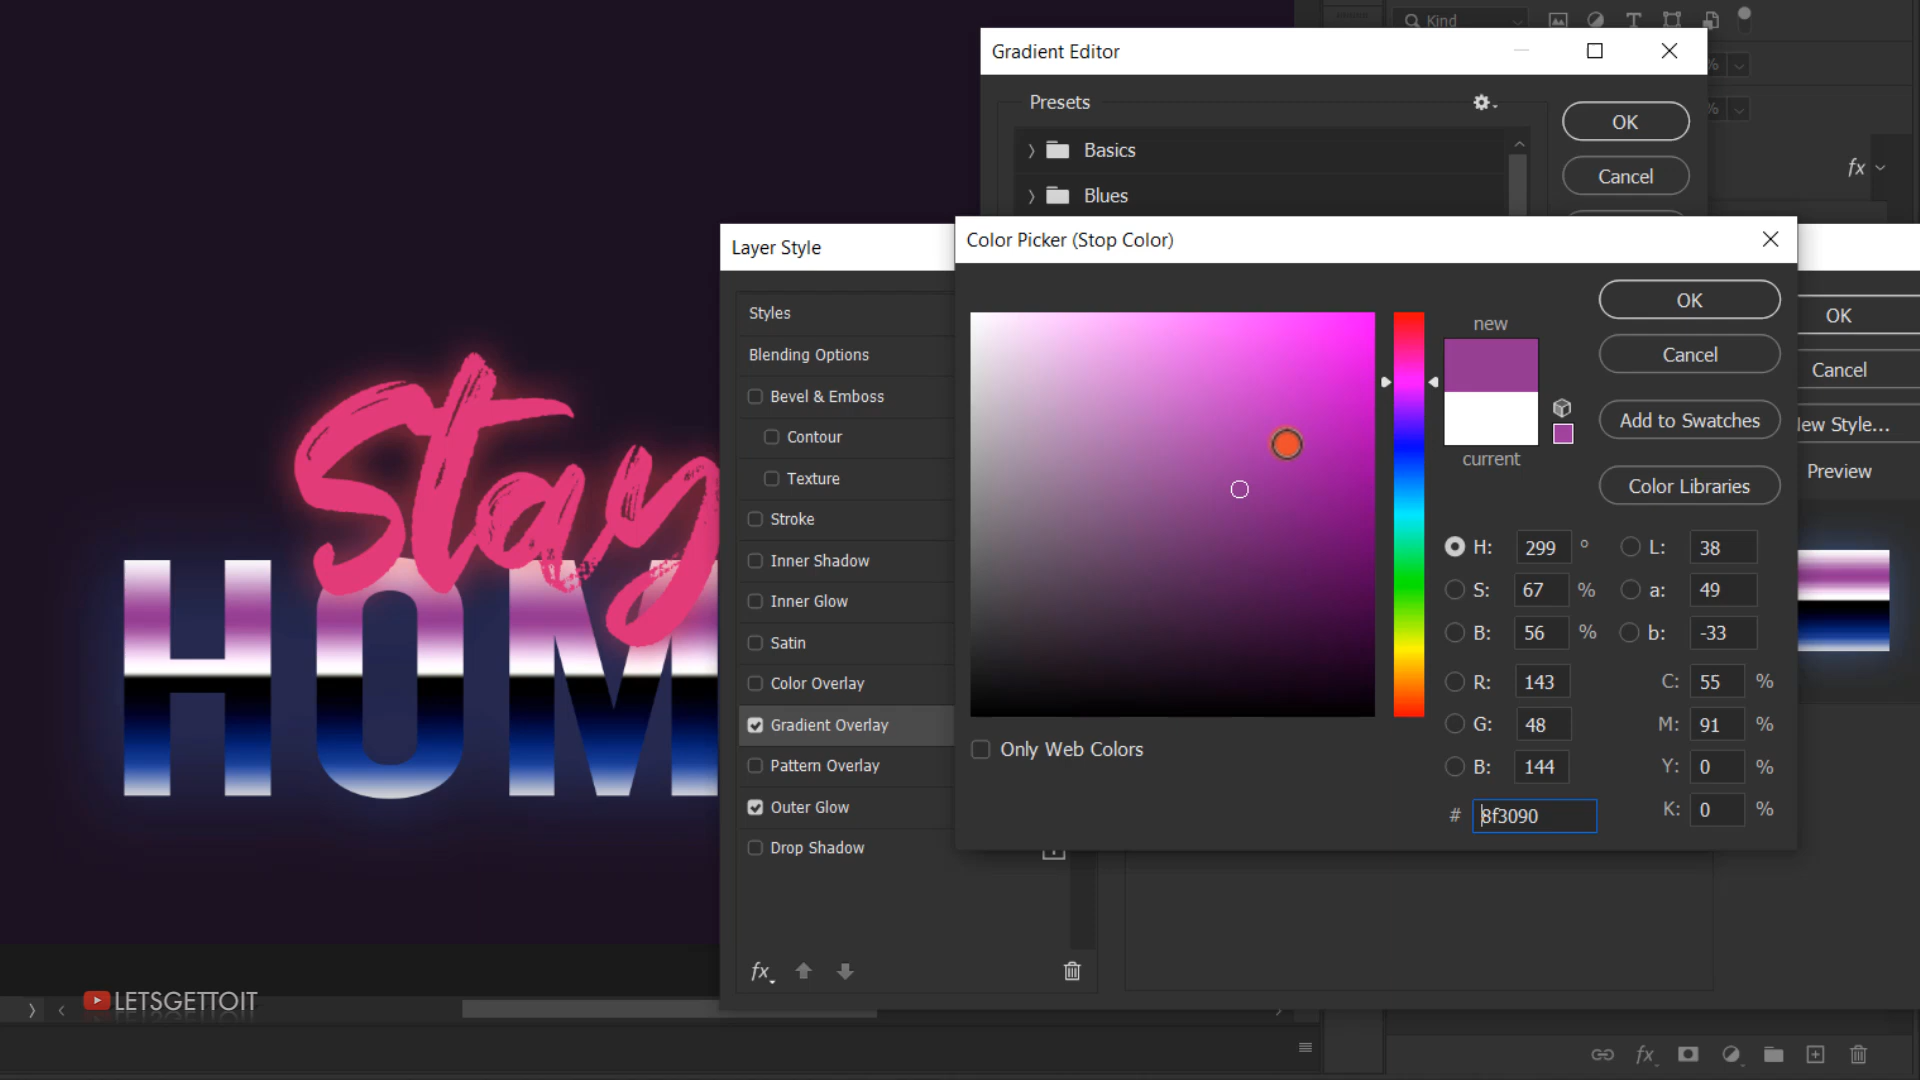 Kind
Gradient Editor
Presets
OK
Basics
Cancel
Blues
fx
Layer Style
Color Picker (Stop Color)
Styles
Blending Options
Bevel & Emboss
Contour
Texture
Stroke
Inner Shadow
Inner Glow
Satin
Color Overlay
Gradient Overlay
Pattern Overlay
Outer Glow
Drop Shadow
fx
new
current
OK
Cancel
Add to Swatches
Color Libraries
H: 299 ° L: 38
S: 67 % a: 49
B: 56 % b: -33
R: 143 C: 55 %
G: 48 M: 91 %
B: 144 Y: 0 %
# 8f3090 K: 0 %
Only Web Colors
OK
Cancel
New Style...
Preview
Stay
HOM
LETSGETTOIT
fx